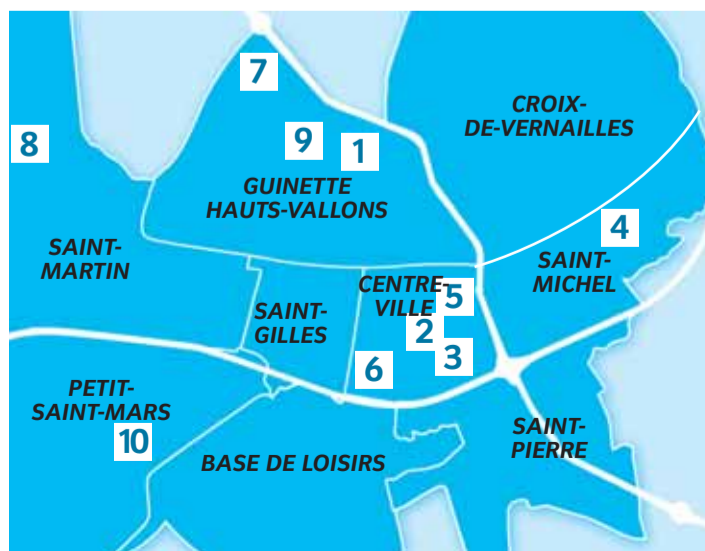 7
CROIX-
DE-VERNAILLES
8
9
1
GUINETTE
HAUTS-VALLONS
4
SAINT-
MARTIN
SAINT-
MICHEL
CENTRE-
VILLE
5
SAINT-
GILLES
2
3
6
PETIT-
SAINT-MARS
10
SAINT-
PIERRE
BASE DE LOISIRS